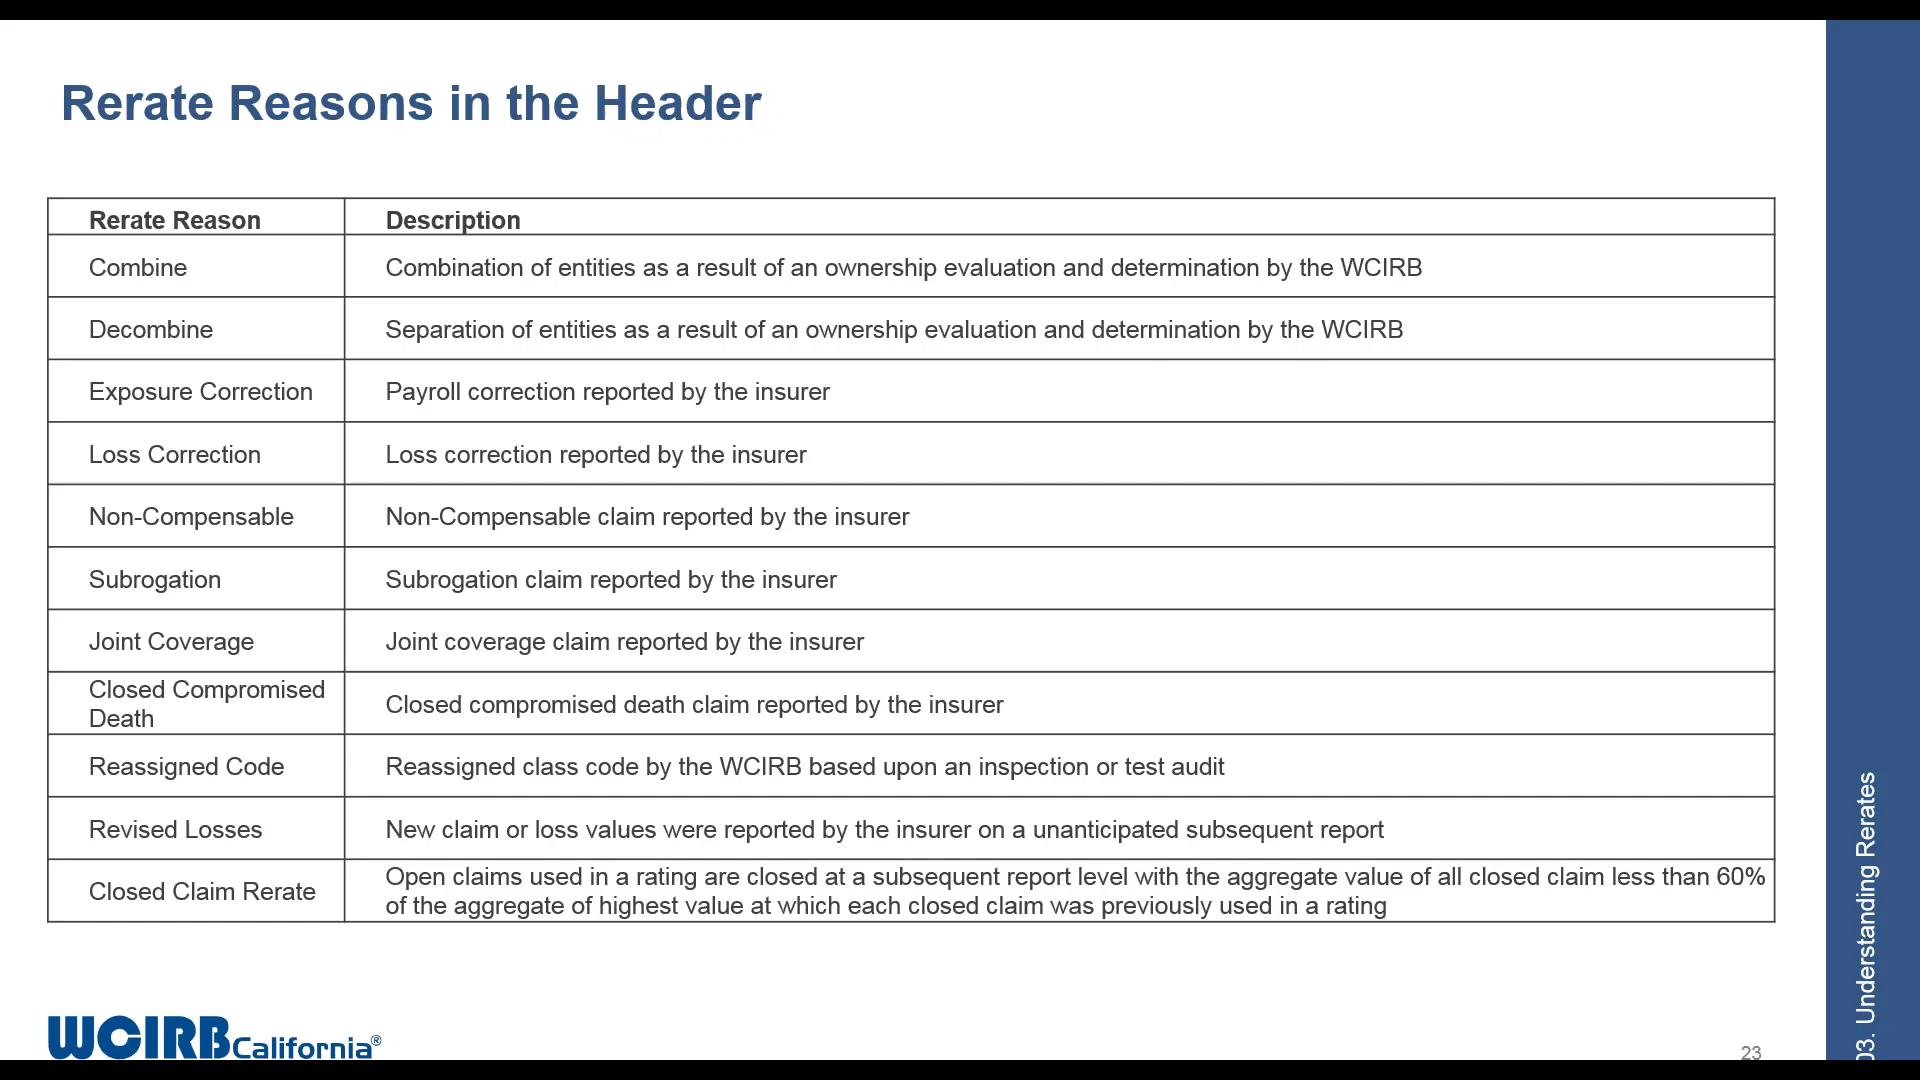 Rerate Reasons in the Header
Rerate Reason Description
Combine Combination of entities as a result of an ownership evaluation and determination by the WCIRB
Decombine Separation of entities as a result of an ownership evaluation and determination by the WCIRB
Exposure Correction Payroll correction reported by the insurer
Loss Correction Loss correction reported by the insurer
Non-Compensable Non-Compensable claim reported by the insurer
Subrogation Subrogation claim reported by the insurer
Joint Coverage Joint coverage claim reported by the insurer
Closed Compromised
Death
Closed compromised death claim reported by the insurer
Reassigned Code Reassigned class code by the WCIRB based upon an inspection or test audit
Revised Losses New claim or loss values were reported by the insurer on a unanticipated subsequent report
Closed Claim Rerate
Open claims used in a rating are closed at a subsequent report level with the aggregate value of all closed claim less than 60%
of the aggregate of highest value at which each closed claim was previously used in a rating
WCIRBCalifornia®
23
03. Understanding Rerates